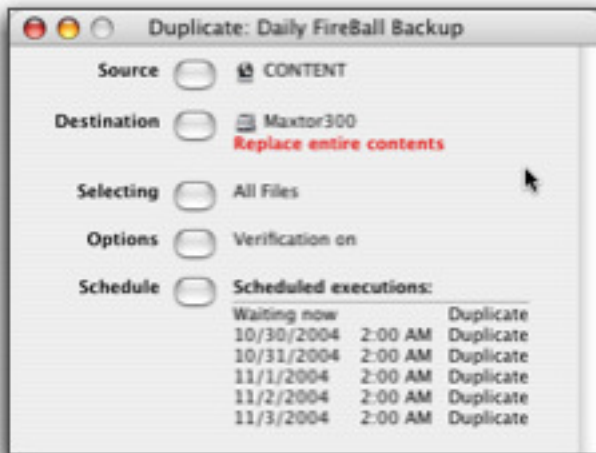 Duplicate: Daily FireBall Backup
Source CONTENT
Destination Maxtor300
Replace entire contents
Selecting All Files
Options Verification on
Schedule Scheduled executions:
Waiting now Duplicate
10/30/2004 2:00 AM Duplicate
10/31/2004 2:00 AM Duplicate
11/1/2004 2:00 AM Duplicate
11/2/2004 2:00 AM Duplicate
11/3/2004 2:00 AM Duplicate